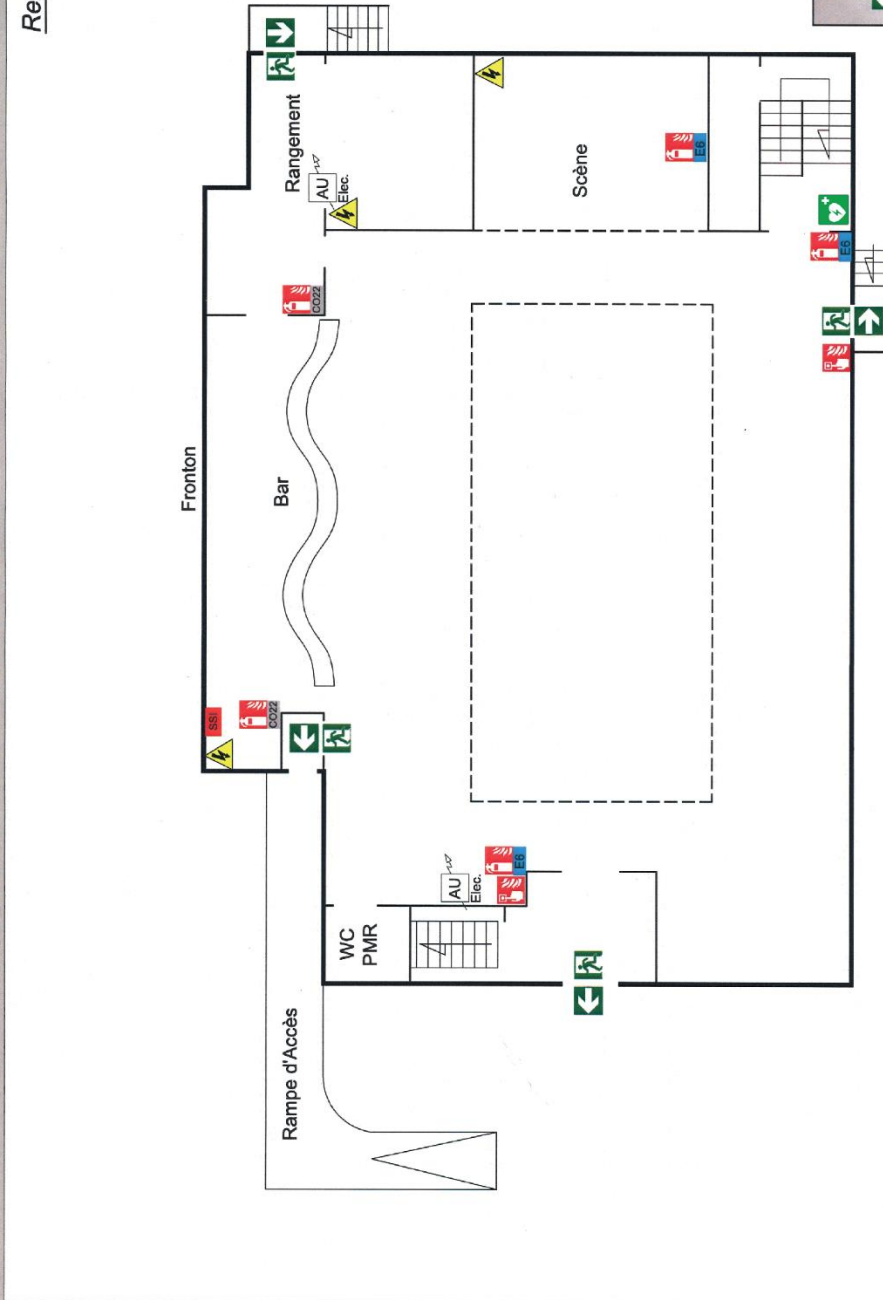 Re
Rangement
AU
Elec.
Scène
E6
E6
CO22
Fronton
Bar
SSI
CO22
AU
Elec.
E6
WC
PMR
Rampe d'Accès